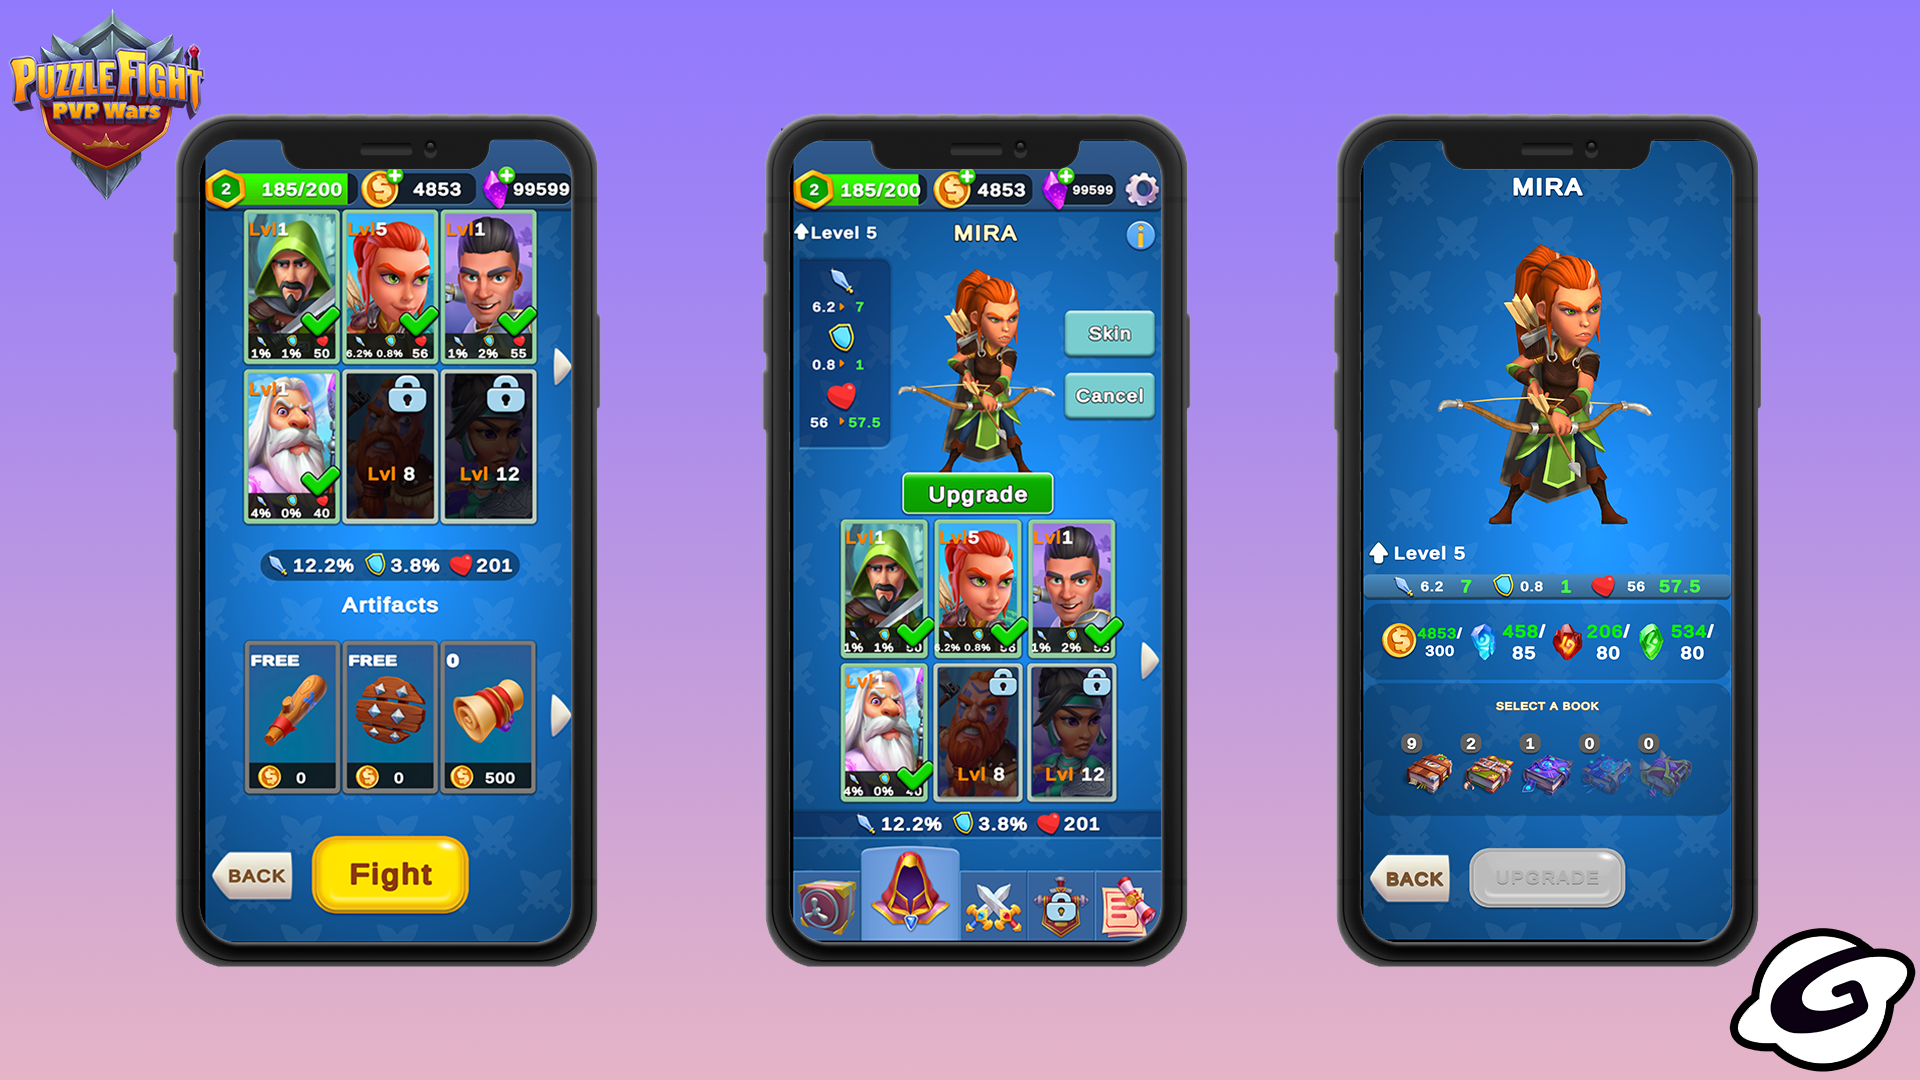 PUZZLE FIGHT
PVP Wars
2 185/200 4853 99599
Lvl1 Lvl5 Lvl1
1% 1% 50 6.2% 0.8% 56 1% 2% 55
Lvl1
Lvl 8 Lvl 12
4% 0% 40
12.2% 3.8% 201
Artifacts
FREE FREE 0
0 0 500
BACK Fight
2 185/200 4853 99599
Level 5 MIRA i
6.2 7
0.8 1
56 57.5
Skin
Cancel
Upgrade
Lvl1 Lvl5 Lvl1
1% 1% 50 6.2% 0.8% 56 1% 2% 55
Lvl1
Lvl 8 Lvl 12
4% 0% 40
12.2% 3.8% 201
MIRA
Level 5
6.2 7 0.8 1 56 57.5
4853/ 458/ 206/ 534/
300 85 80 80
SELECT A BOOK
9 2 1 0 0
BACK UPGRADE
G